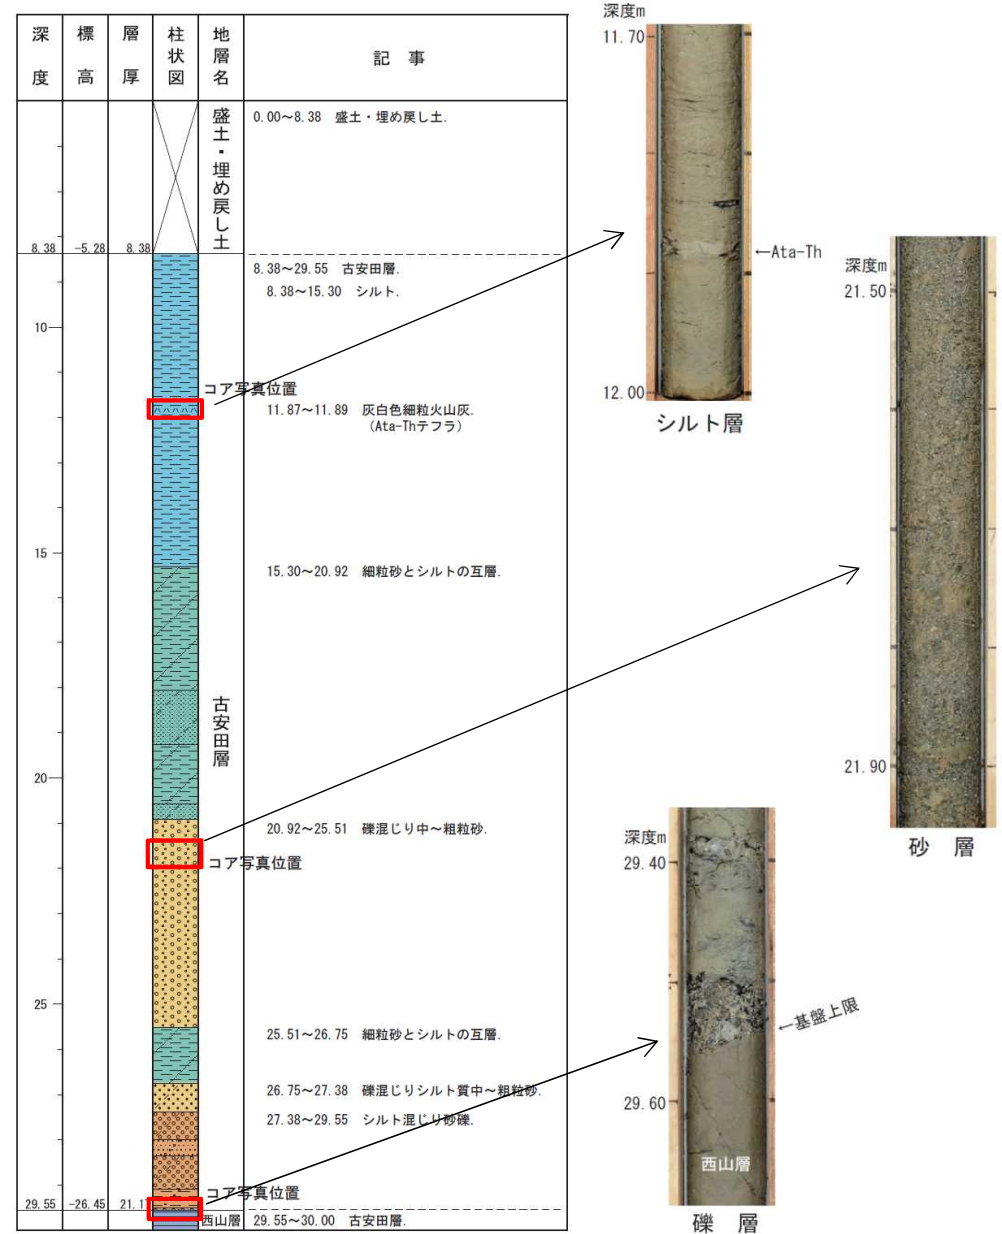 深度
標高
層厚
柱状図
地層名
記 事
盛土・埋め戻し土
0.00～8.38 盛土・埋め戻し土.
8.38 -5.28 8.38
8.38～29.55 古安田層.
8.38～15.30 シルト.
10
コア写真位置
11.87～11.89 灰白色細粒火山灰.
(Ata-Thテフラ)
15
15.30～20.92 細粒砂とシルトの互層.
古安田層
20
20.92～25.51 礫混じり中～粗粒砂.
コア写真位置
25
25.51～26.75 細粒砂とシルトの互層.
26.75～27.38 礫混じりシルト質中～粗粒砂.
27.38～29.55 シルト混じり砂礫.
コア写真位置
29.55 -26.45 21.17
西山層
29.55～30.00 古安田層.
深度m
11.70
←Ata-Th
12.00
シルト層
深度m
21.50
21.90
砂 層
深度m
29.40
←基盤上限
29.60
西山層
礫 層